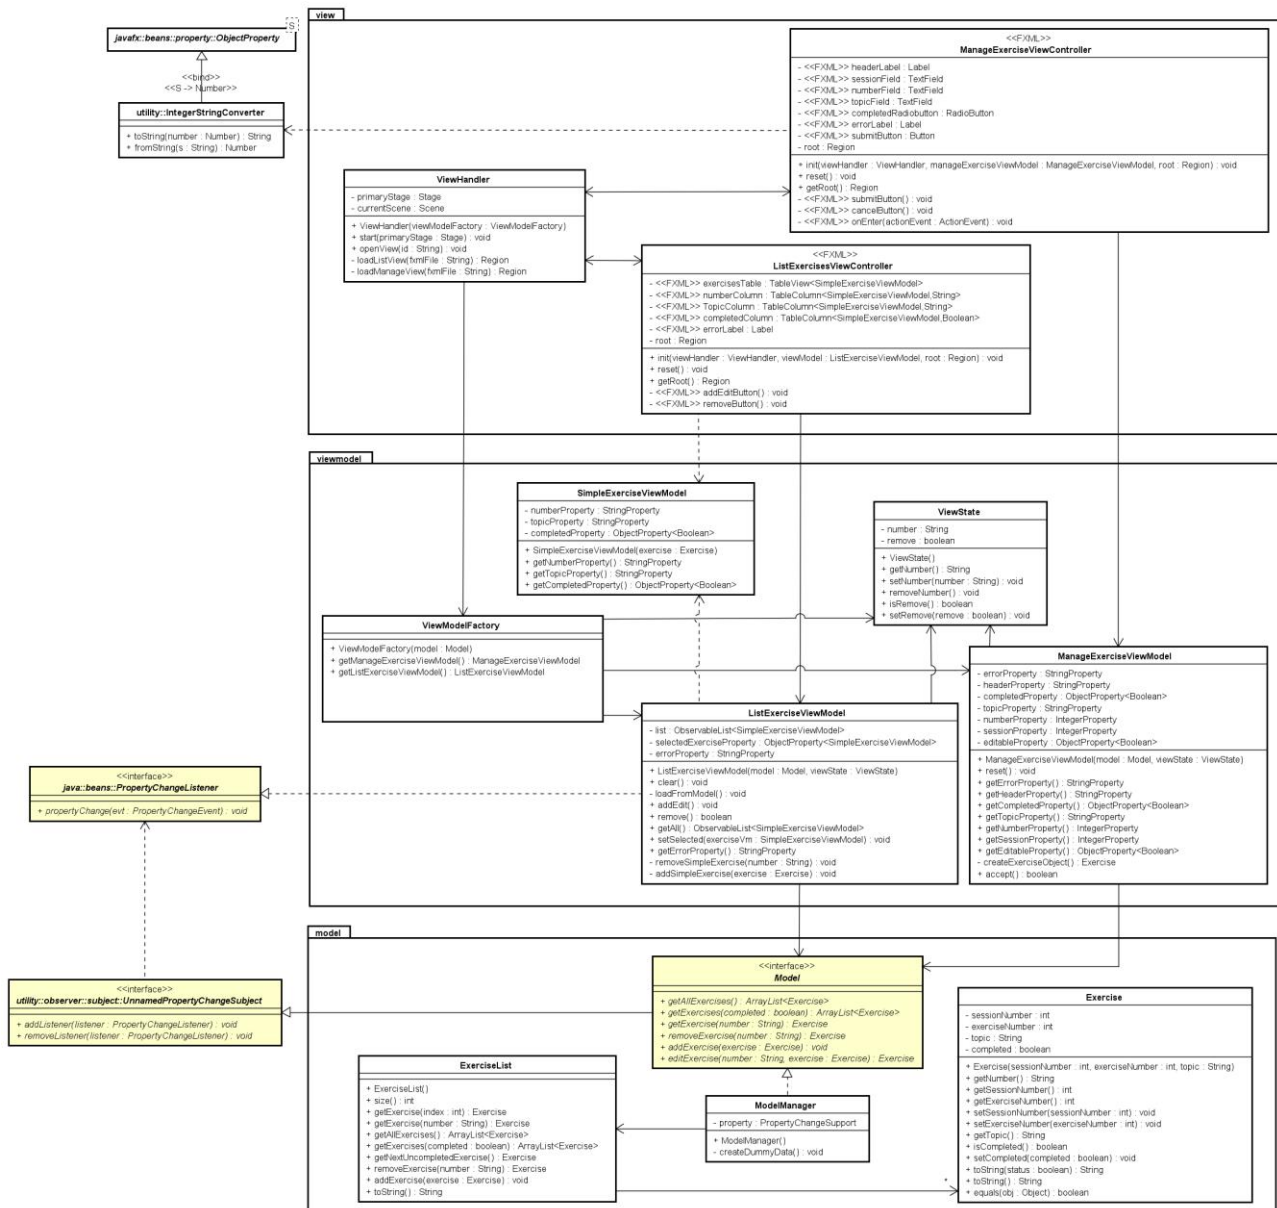 view
S
javafx::beans::property::ObjectProperty
<<bind>>
<<S -> Number>>
utility::IntegerStringConverter
+ toString(number : Number) : String
+ fromString(s : String) : Number
<<FXML>>
ManageExerciseViewController
- <<FXML>> headerLabel : Label
- <<FXML>> sessionField : TextField
- <<FXML>> numberField : TextField
- <<FXML>> topicField : TextField
- <<FXML>> completedRadiobutton : RadioButton
- <<FXML>> errorLabel : Label
- <<FXML>> submitButton : Button
- root : Region
+ init(viewHandler : ViewHandler, manageExerciseViewModel : ManageExerciseViewModel, root : Region) : void
+ reset() : void
+ getRoot() : Region
- <<FXML>> submitButton() : void
- <<FXML>> cancelButton() : void
- <<FXML>> onEnter(actionEvent : ActionEvent) : void
ViewHandler
- primaryStage : Stage
- currentScene : Scene
+ ViewHandler(viewModelFactory : ViewModelFactory)
+ start(primaryStage : Stage) : void
+ openView(id : String) : void
- loadListView(fxmlFile : String) : Region
- loadManageView(fxmlFile : String) : Region
<<FXML>>
ListExercisesViewController
- <<FXML>> exercisesTable : TableView<SimpleExerciseViewModel>
- <<FXML>> numberColumn : TableColumn<SimpleExerciseViewModel,String>
- <<FXML>> TopicColumn : TableColumn<SimpleExerciseViewModel,String>
- <<FXML>> completedColumn : TableColumn<SimpleExerciseViewModel,Boolean>
- <<FXML>> errorLabel : Label
- root : Region
+ init(viewHandler : ViewHandler, viewModel : ListExerciseViewModel, root : Region) : void
+ reset() : void
+ getRoot() : Region
- <<FXML>> addEditButton() : void
- <<FXML>> removeButton() : void
viewmodel
SimpleExerciseViewModel
- numberProperty : StringProperty
- topicProperty : StringProperty
- completedProperty : ObjectProperty<Boolean>
+ SimpleExerciseViewModel(exercise : Exercise)
+ getNumberProperty() : StringProperty
+ getTopicProperty() : StringProperty
+ getCompletedProperty() : ObjectProperty<Boolean>
ViewState
- number : String
- remove : boolean
+ ViewState()
+ getNumber() : String
+ setNumber(number : String) : void
+ removeNumber() : void
+ isRemove() : boolean
+ setRemove(remove : boolean) : void
ViewModelFactory
+ ViewModelFactory(model : Model)
+ getManageExerciseViewModel() : ManageExerciseViewModel
+ getListExerciseViewModel() : ListExerciseViewModel
ManageExerciseViewModel
- errorProperty : StringProperty
- headerProperty : StringProperty
- completedProperty : ObjectProperty<Boolean>
- topicProperty : StringProperty
- numberProperty : IntegerProperty
- sessionProperty : IntegerProperty
- editableProperty : ObjectProperty<Boolean>
+ ManageExerciseViewModel(model : Model, viewState : ViewState)
+ reset() : void
+ getErrorProperty() : StringProperty
+ getHeaderProperty() : StringProperty
+ getCompletedProperty() : ObjectProperty<Boolean>
+ getTopicProperty() : StringProperty
+ getNumberProperty() : IntegerProperty
+ getSessionProperty() : IntegerProperty
+ getEditableProperty() : ObjectProperty<Boolean>
- createExerciseObject() : Exercise
+ accept() : boolean
ListExerciseViewModel
- list : ObservableList<SimpleExerciseViewModel>
- selectedExerciseProperty : ObjectProperty<SimpleExerciseViewModel>
- errorProperty : StringProperty
+ ListExerciseViewModel(model : Model, viewState : ViewState)
+ clear() : void
- loadFromModel() : void
+ addEdit() : void
+ remove() : boolean
+ getAll() : ObservableList<SimpleExerciseViewModel>
+ setSelected(exerciseVm : SimpleExerciseViewModel) : void
+ getErrorProperty() : StringProperty
- removeSimpleExercise(number : String) : void
- addSimpleExercise(exercise : Exercise) : void
<<interface>>
java::beans::PropertyChangeListener
+ propertyChange(evt : PropertyChangeEvent) : void
model
<<interface>>
utility::observer::subject::UnnamedPropertyChangeSubject
+ addListener(listener : PropertyChangeListener) : void
+ removeListener(listener : PropertyChangeListener) : void
<<interface>>
Model
+ getAllExercises() : ArrayList<Exercise>
+ getExercises(completed : boolean) : ArrayList<Exercise>
+ getExercise(number : String) : Exercise
+ removeExercise(number : String) : Exercise
+ addExercise(exercise : Exercise) : void
+ editExercise(number : String, exercise : Exercise) : Exercise
Exercise
- sessionNumber : int
- exerciseNumber : int
- topic : String
- completed : boolean
+ Exercise(sessionNumber : int, exerciseNumber : int, topic : String)
+ getNumber() : String
+ getSessionNumber() : int
+ getExerciseNumber() : int
+ setSessionNumber(sessionNumber : int) : void
+ setExerciseNumber(exerciseNumber : int) : void
+ getTopic() : String
+ isCompleted() : boolean
+ setCompleted(completed : boolean) : void
+ toString(status : boolean) : String
+ toString() : String
+ equals(obj : Object) : boolean
ExerciseList
+ ExerciseList()
+ size() : int
+ getExercise(index : int) : Exercise
+ getExercise(number : String) : Exercise
+ getAllExercises() : ArrayList<Exercise>
+ getExercises(completed : boolean) : ArrayList<Exercise>
+ getNextUncompletedExercise() : Exercise
+ removeExercise(number : String) : Exercise
+ addExercise(exercise : Exercise) : void
+ toString() : String
ModelManager
- property : PropertyChangeSupport
+ ModelManager()
- createDummyData() : void
*